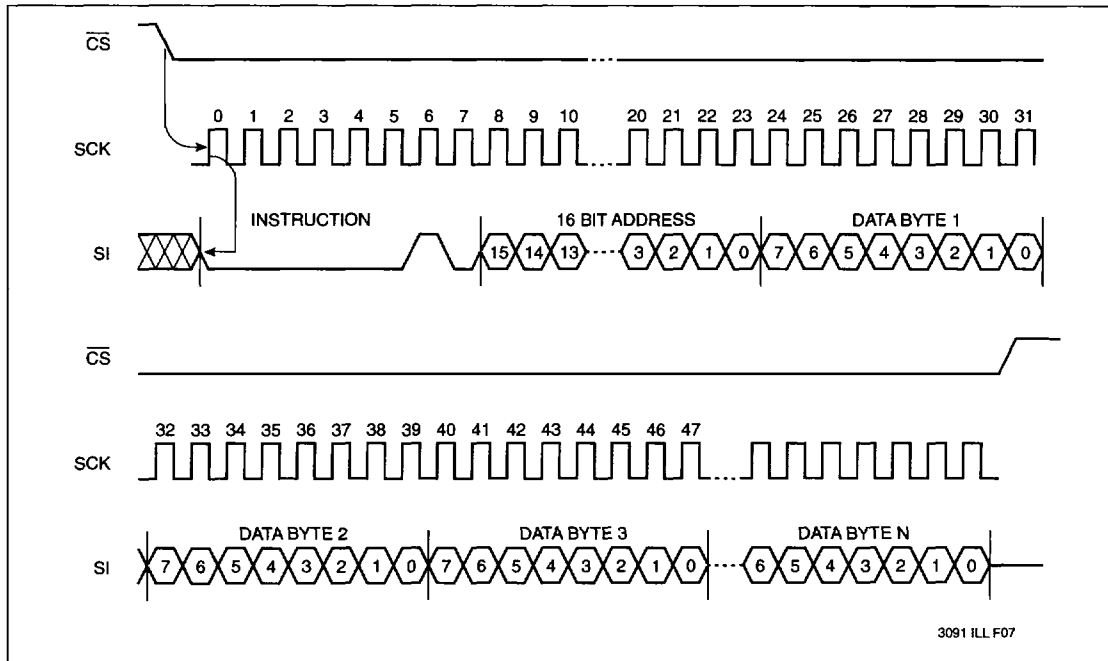 CS
0 1 2 3 4 5 6 7 8 9 10 20 21 22 23 24 25 26 27 28 29 30 31
SCK
INSTRUCTION 16 BIT ADDRESS DATA BYTE 1
SI 15 14 13 3 2 1 0 7 6 5 4 3 2 1 0
CS
32 33 34 35 36 37 38 39 40 41 42 43 44 45 46 47
SCK
DATA BYTE 2 DATA BYTE 3 DATA BYTE N
SI 7 6 5 4 3 2 1 0 7 6 5 4 3 2 1 0 6 5 4 3 2 1 0
3091 ILL F07